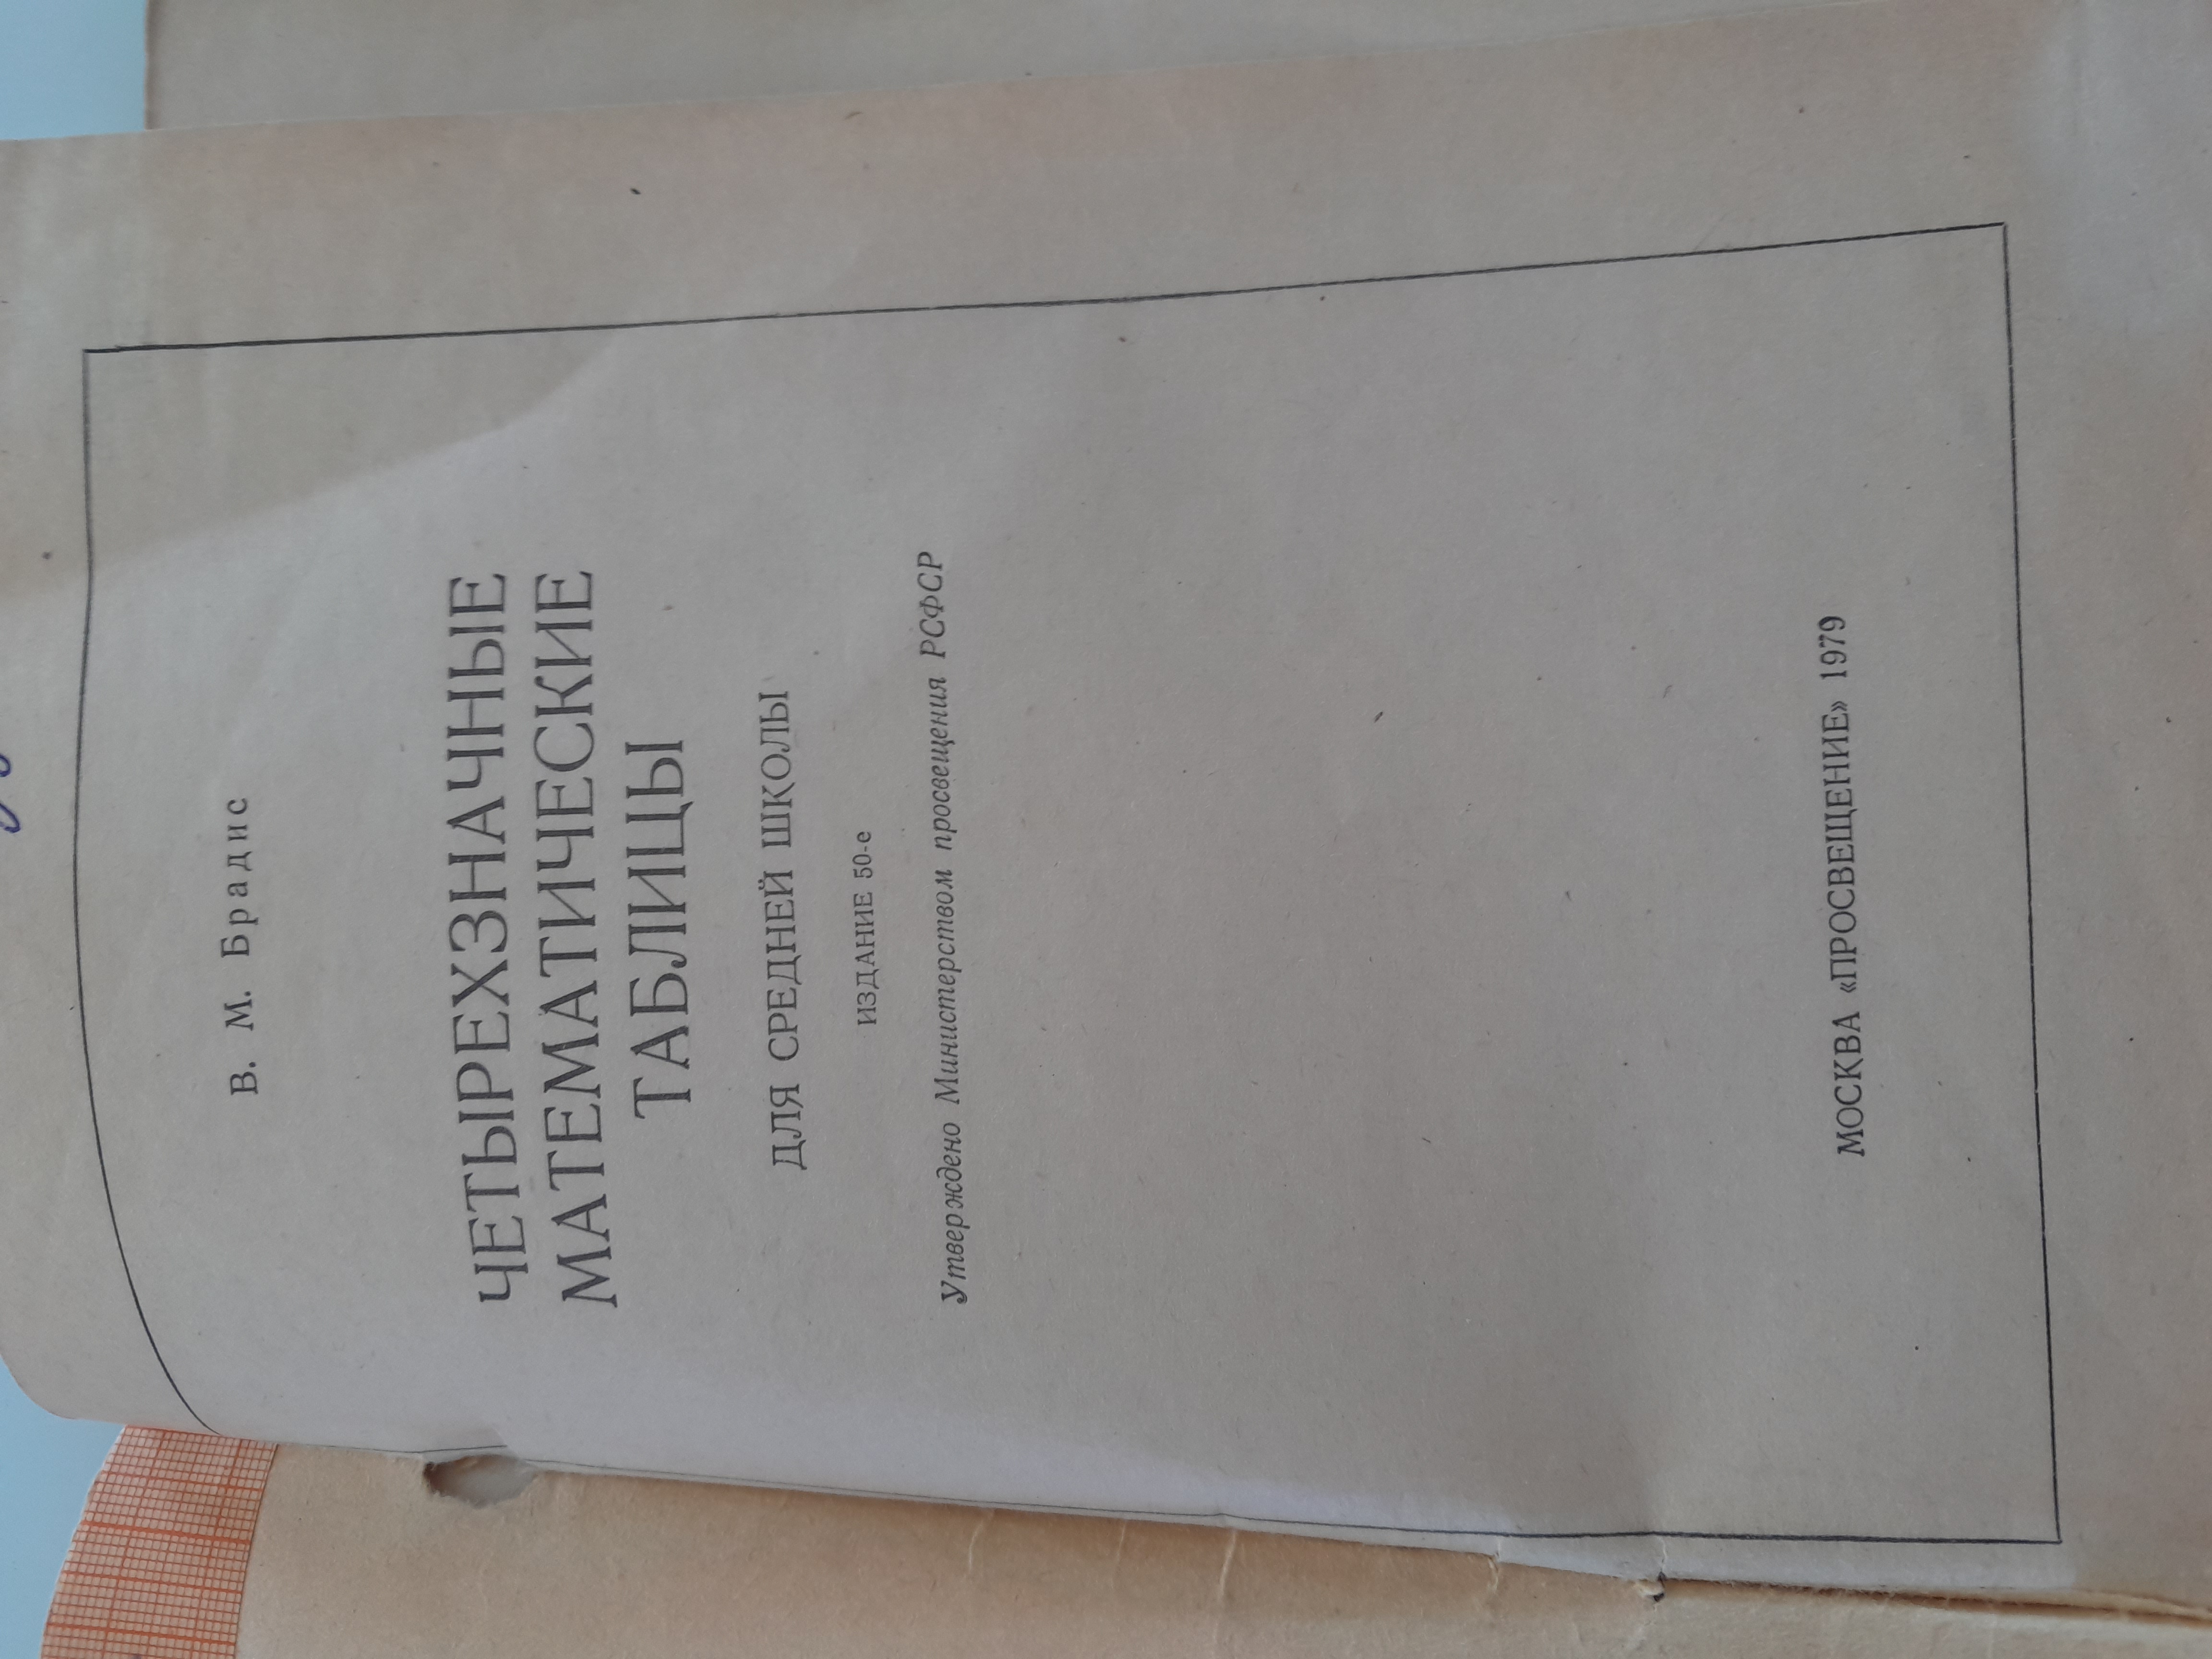 В. М. Брадис
ЧЕТЫРЕХЗНАЧНЫЕ
МАТЕМАТИЧЕСКИЕ
ТАБЛИЦЫ
ДЛЯ СРЕДНЕЙ ШКОЛЫ
ИЗДАНИЕ 50-е
Утверждено Министерством просвещения РСФСР
МОСКВА «ПРОСВЕЩЕНИЕ» 1979